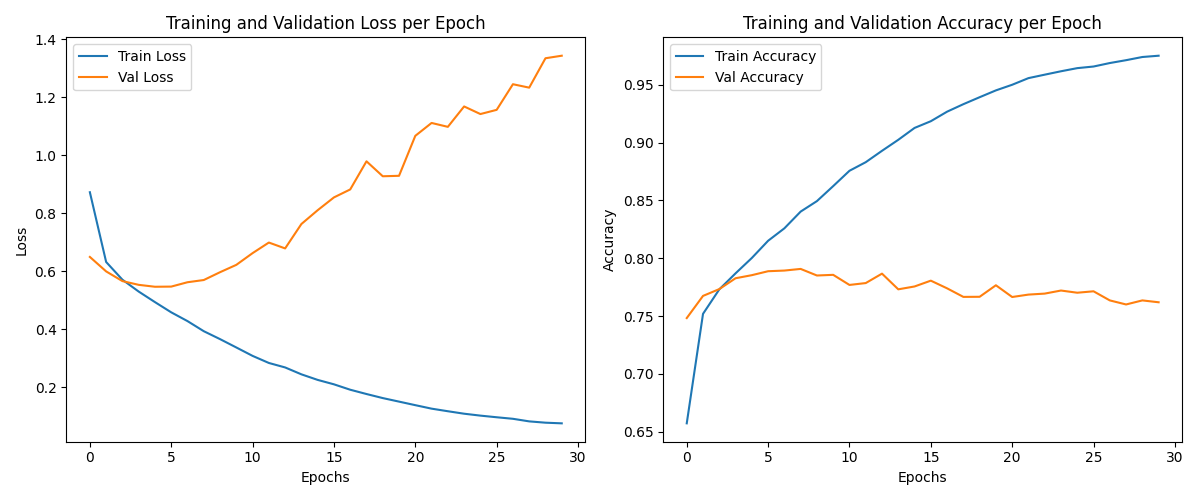 Training and Validation Loss per Epoch
Train Loss
Val Loss
1.4
1.2
1.0
0.8
0.6
0.4
0.2
Loss
0 5 10 15 20 25 30
Epochs
Training and Validation Accuracy per Epoch
Train Accuracy
Val Accuracy
0.95
0.90
0.85
0.80
0.75
0.70
0.65
Accuracy
0 5 10 15 20 25 30
Epochs